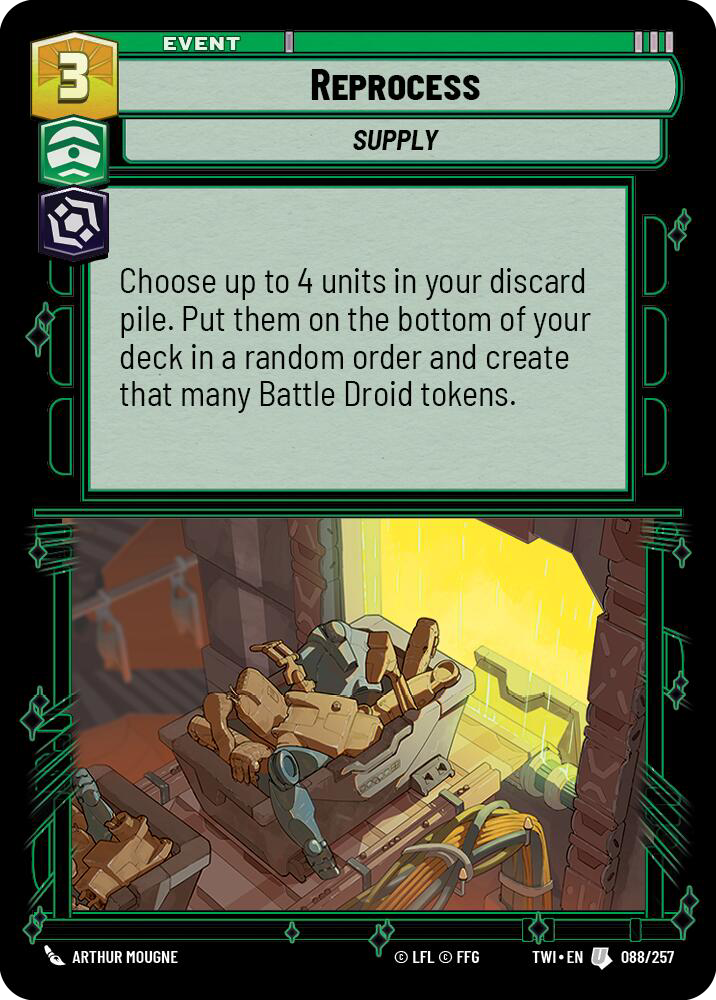 EVENT
3
REPROCESS
SUPPLY
Choose up to 4 units in your discard
pile. Put them on the bottom of your
deck in a random order and create
that many Battle Droid tokens.
ARTHUR MOUGNE
© LFL © FFG
TWI • EN
U
088/257